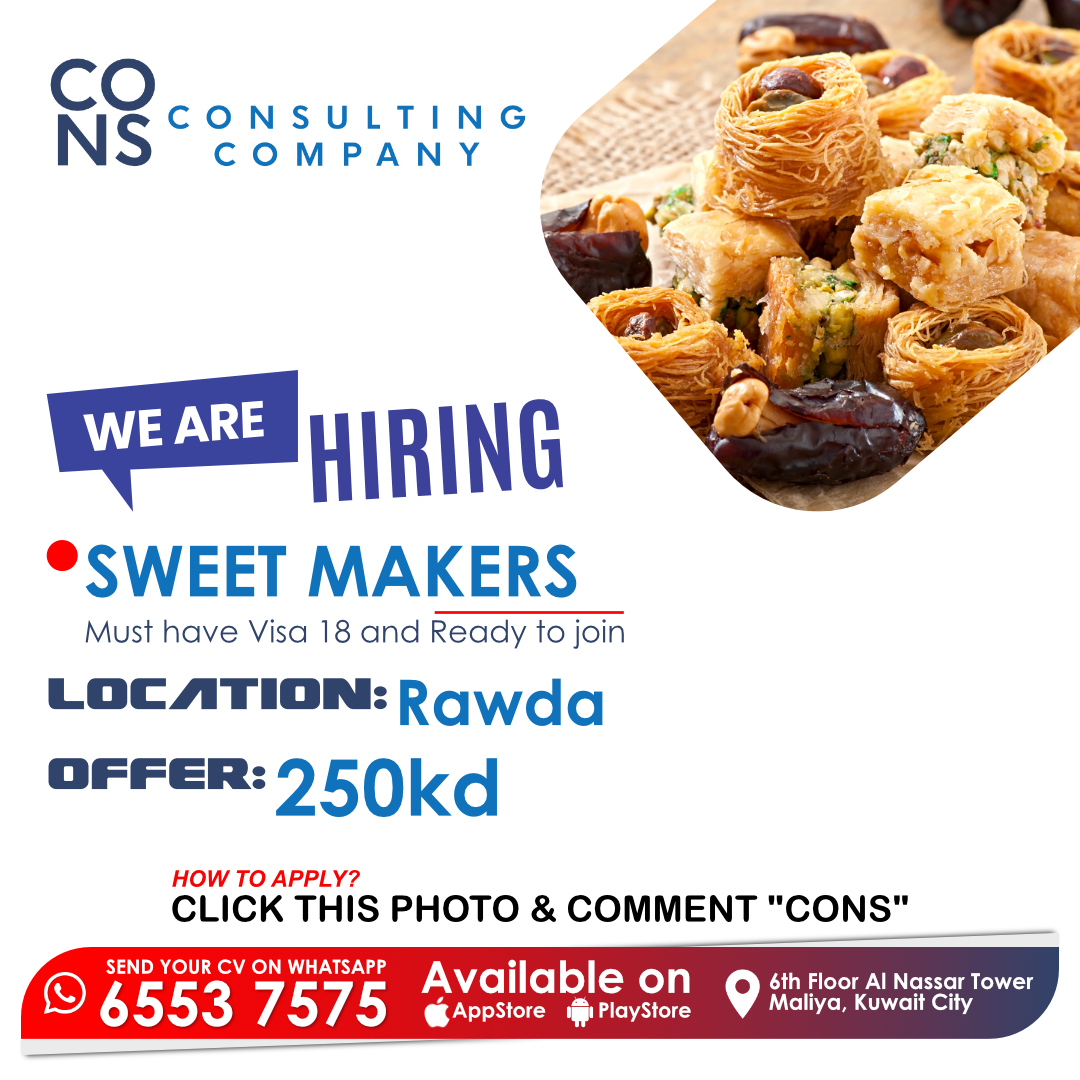 CO
NS
CONSULTING
COMPANY
WE ARE
HIRING
SWEET MAKERS
Must have Visa 18 and Ready to join
LOCATION: Rawda
OFFER: 250kd
HOW TO APPLY?
CLICK THIS PHOTO & COMMENT "CONS"
SEND YOUR CV ON WHATSAPP
6553 7575
Available on
AppStore PlayStore
6th Floor Al Nassar Tower
Maliya, Kuwait City